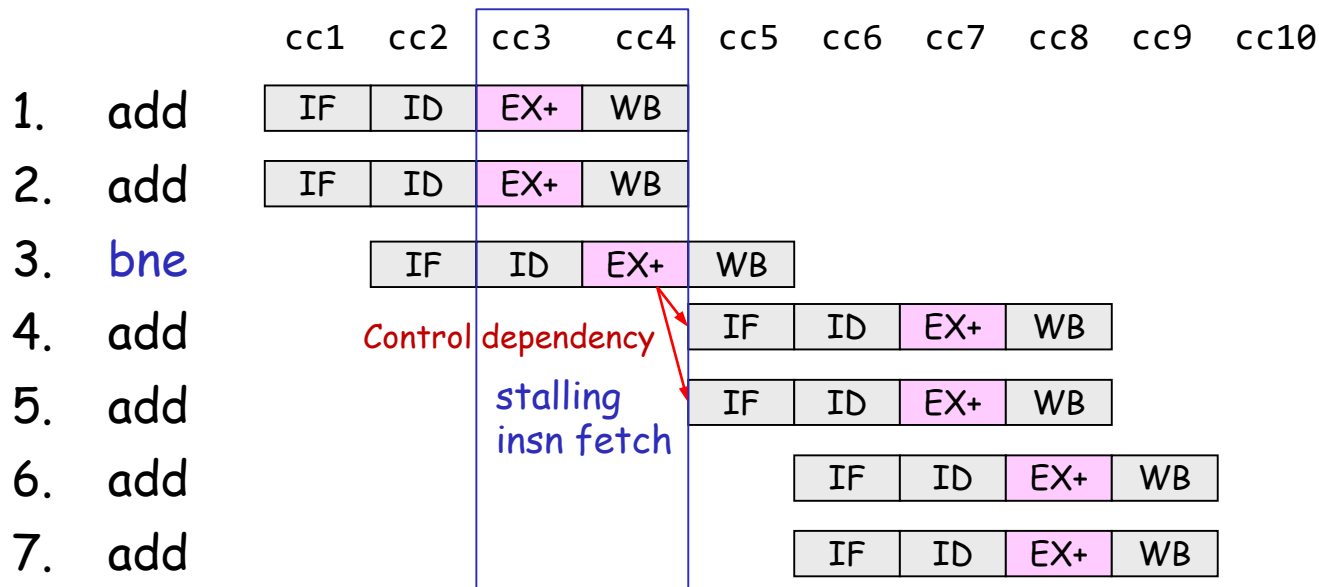 cc1 cc2 cc3 cc4 cc5 cc6 cc7 cc8 cc9 cc10
1. add IF ID EX+ WB
2. add IF ID EX+ WB
3. bne IF ID EX+ WB
4. add Control dependency IF ID EX+ WB
5. add stalling IF ID EX+ WB
insn fetch
6. add IF ID EX+ WB
7. add IF ID EX+ WB